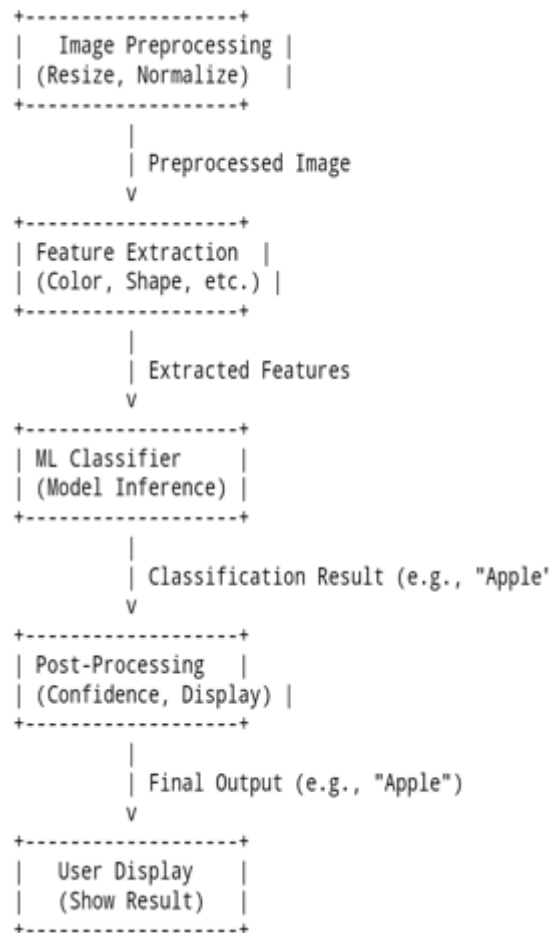 +-------------------+
|   Image Preprocessing |
| (Resize, Normalize)   |
+-------------------+
          |
          | Preprocessed Image
          v
+-------------------+
| Feature Extraction  |
| (Color, Shape, etc.) |
+-------------------+
          |
          | Extracted Features
          v
+-------------------+
| ML Classifier     |
| (Model Inference) |
+-------------------+
          |
          | Classification Result (e.g., "Apple'
          v
+-------------------+
| Post-Processing   |
| (Confidence, Display) |
+-------------------+
          |
          | Final Output (e.g., "Apple")
          v
+-------------------+
|   User Display    |
|   (Show Result)   |
+-------------------+